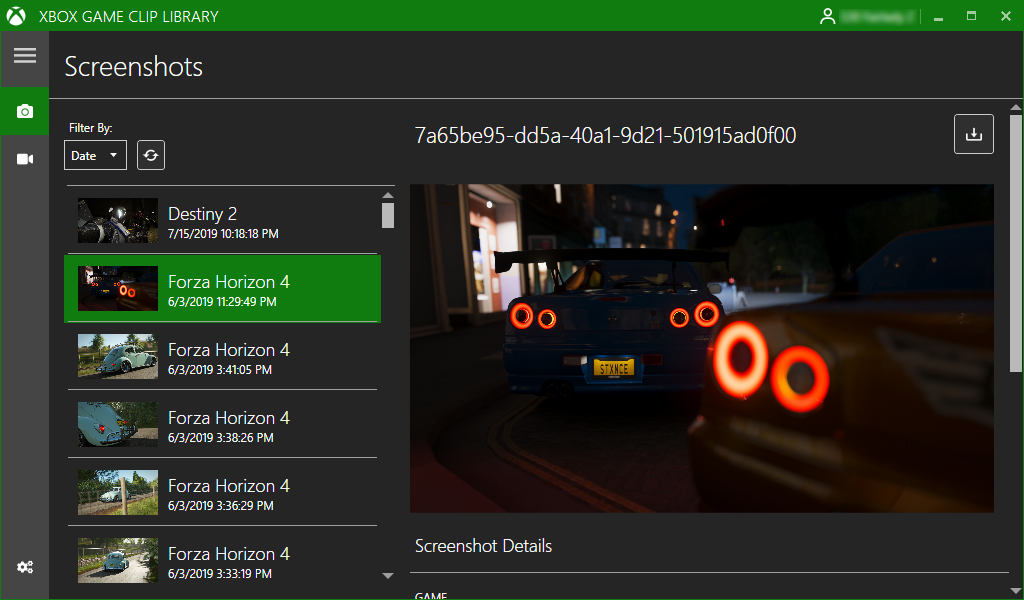 XBOX GAME CLIP LIBRARY
Screenshots
Filter By:
Date
7a65be95-dd5a-40a1-9d21-501915ad0f00
Destiny 2
7/15/2019 10:18:18 PM
Forza Horizon 4
6/3/2019 11:29:49 PM
Forza Horizon 4
6/3/2019 3:41:05 PM
Forza Horizon 4
6/3/2019 3:38:26 PM
Forza Horizon 4
6/3/2019 3:36:29 PM
Forza Horizon 4
6/3/2019 3:33:19 PM
STXNCE
Screenshot Details
GAME